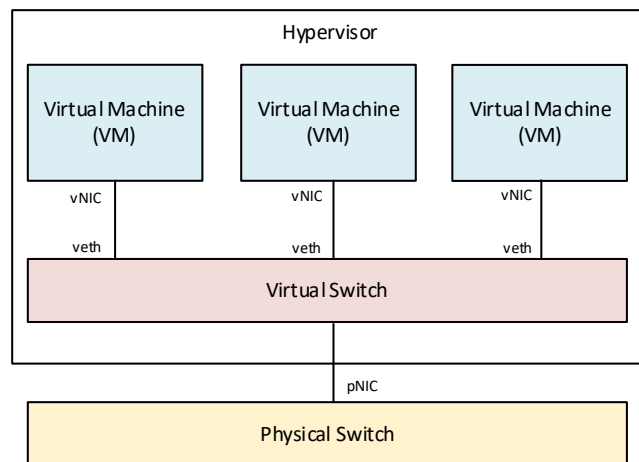 Hypervisor
Virtual Machine
(VM)
Virtual Machine
(VM)
Virtual Machine
(VM)
vNIC
vNIC
vNIC
veth
veth
veth
Virtual Switch
pNIC
Physical Switch